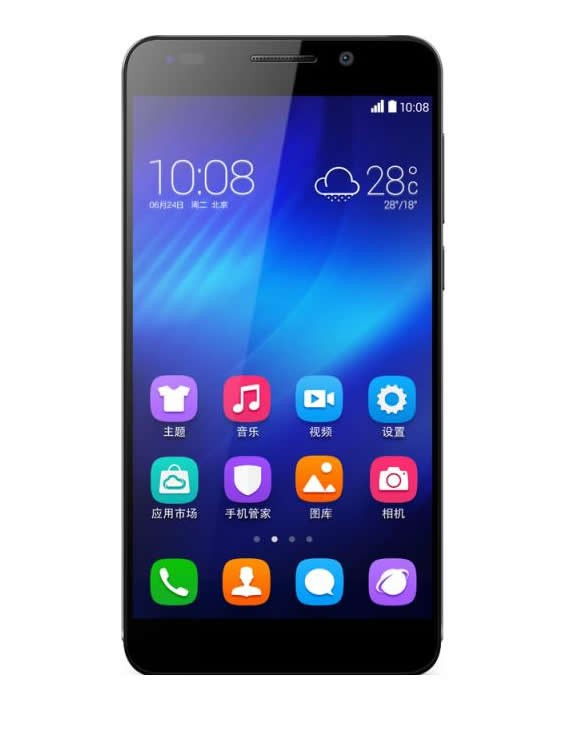 10:08
10:08
28°C
06月24日 周二 北京
28°/18°
主题 音乐 视频 设置
应用市场 手机管家 图库 相机